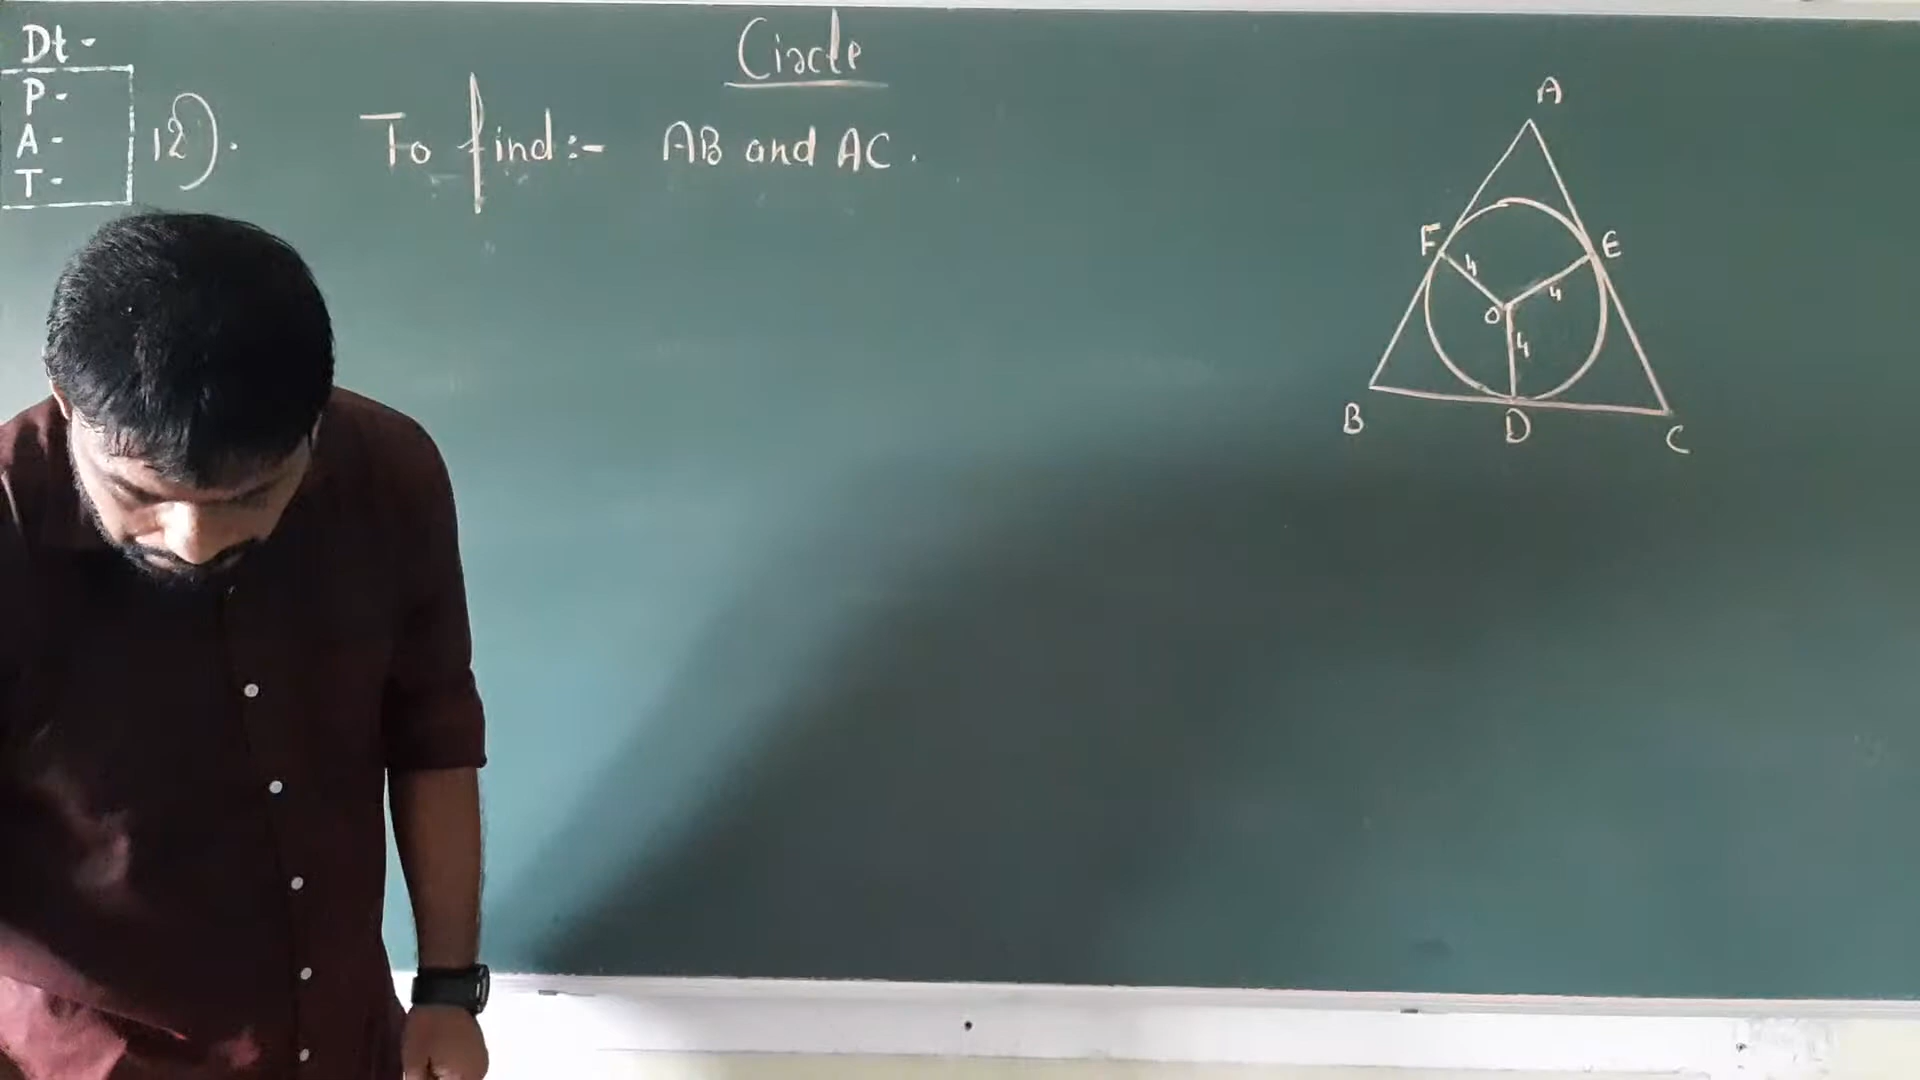 Circle
Dt -
P -
A -
T -
12).
To find:- AB and AC.
A
F
E
4
4
O
4
B
D
C